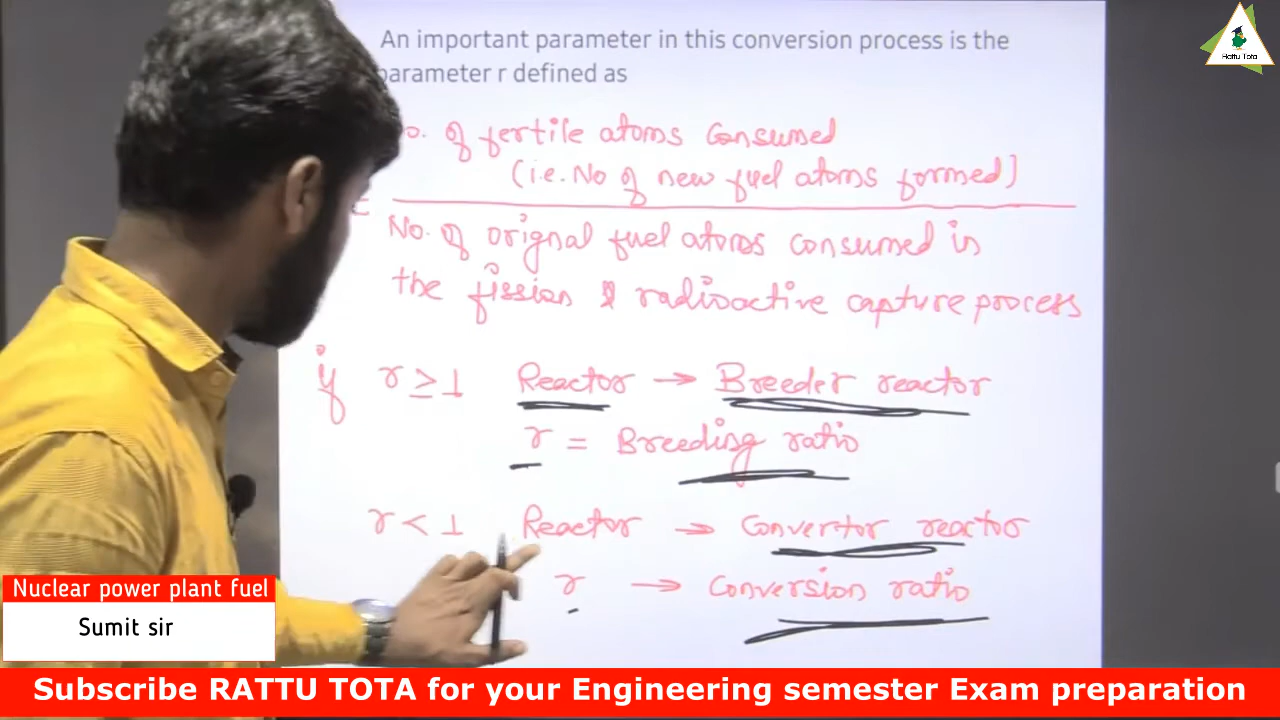 An important parameter in this conversion process is the
parameter r defined as
No. of fertile atoms consumed
(i.e. No of new fuel atoms formed)
=
No. of orignal fuel atoms consumed in
the fission & radioactive capture process
if r ≥ 1 Reactor → Breeder reactor
r = Breeding ratio
r < 1 Reactor → Convertor reactor
r → Conversion ratio
Rattu Tota
Nuclear power plant fuel
Sumit sir
Subscribe RATTU TOTA for your Engineering semester Exam preparation